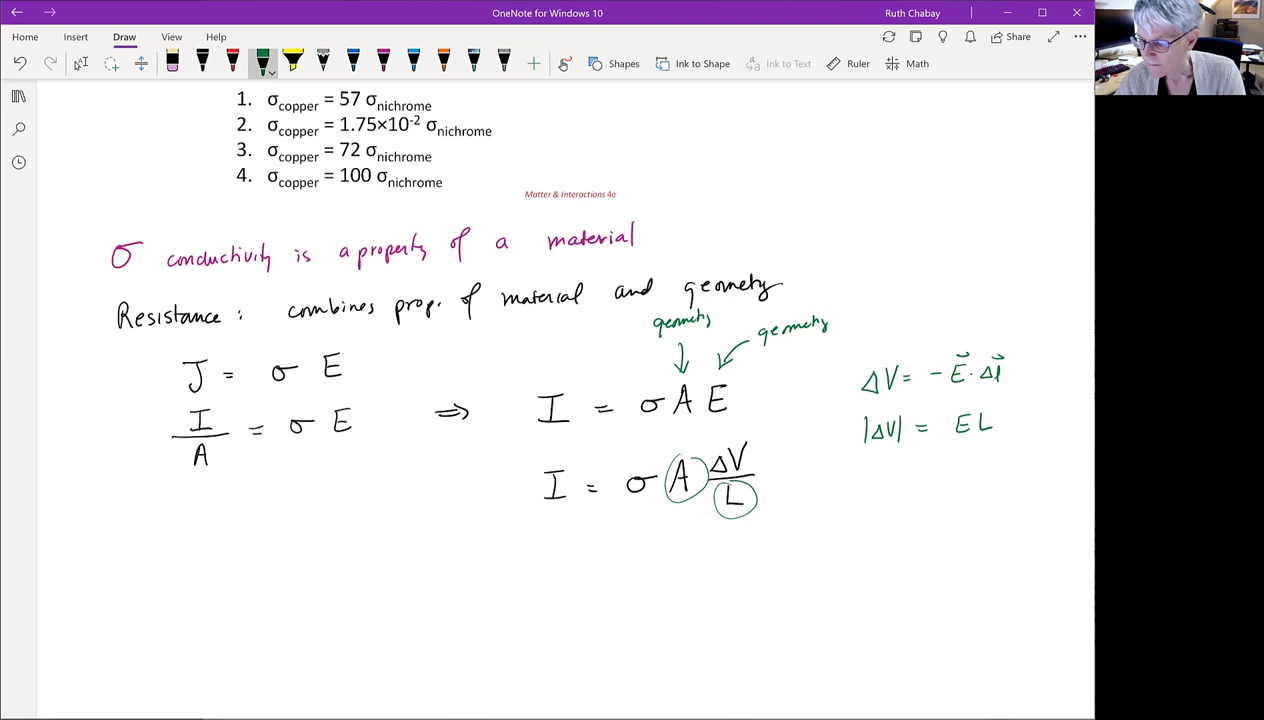 OneNote for Windows 10
Ruth Chabay
Home Insert Draw View Help
Share
Shapes Ink to Shape Ink to Text Ruler Math
1. σcopper = 57 σnichrome
2. σcopper = 1.75×10-2 σnichrome
3. σcopper = 72 σnichrome
4. σcopper = 100 σnichrome
Matter & Interactions 4e
σ conductivity is a property of a material
Resistance: combines prop. of material and geometry
geometry
geometry
J = σ E
I/A = σ E
⇒ I = σ A E
I = σ A ΔV/L
ΔV = - E⃗ · Δl⃗
|ΔV| = EL